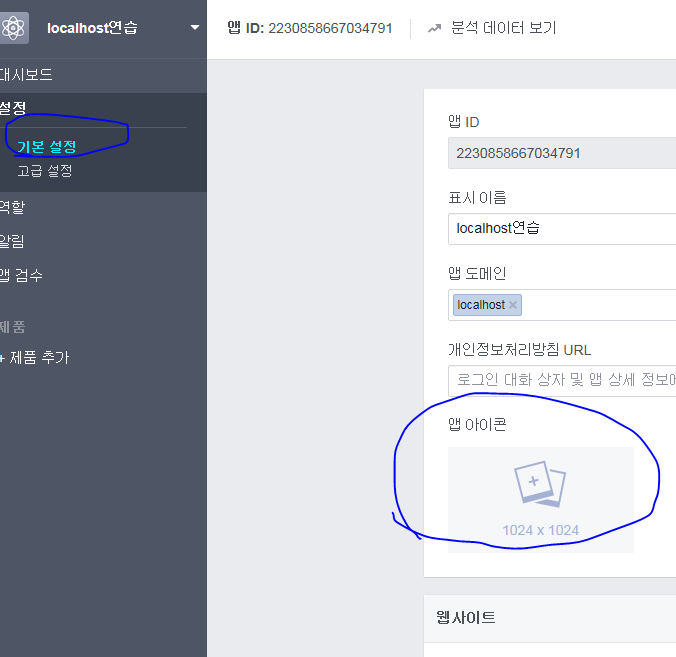 localhost연습
앱 ID: 2230858667034791
분석 데이터 보기
대시보드
설정
기본 설정
고급 설정
역할
알림
앱 검수
제품
+ 제품 추가
앱 ID
2230858667034791
표시 이름
localhost연습
앱 도메인
localhost ×
개인정보처리방침 URL
로그인 대화 상자 및 앱 상세 정보에
앱 아이콘
1024 x 1024
웹사이트